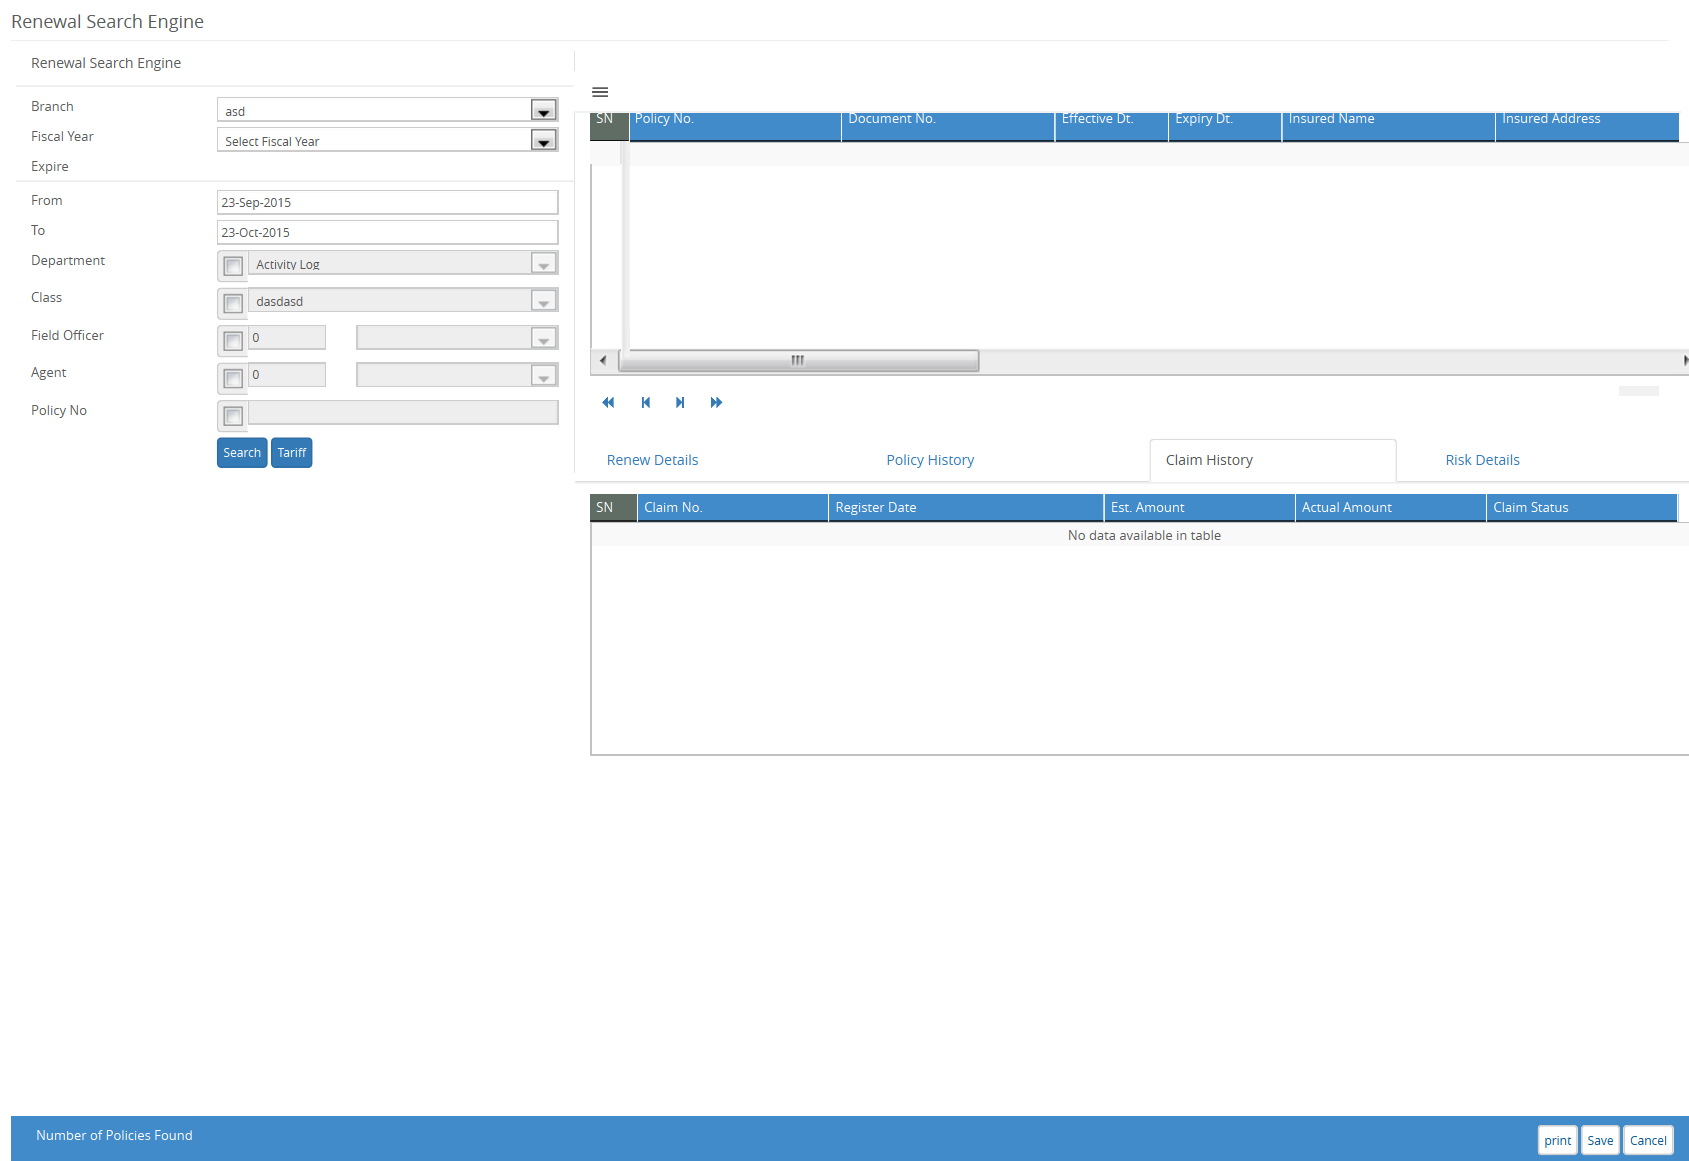 Renewal Search Engine
Renewal Search Engine
Branch
asd
Fiscal Year
Select Fiscal Year
Expire
From
23-Sep-2015
To
23-Oct-2015
Department
Activity Log
Class
dasdasd
Field Officer
0
Agent
0
Policy No
Search Tariff
SN Policy No. Document No. Effective Dt. Expiry Dt. Insured Name Insured Address
Renew Details Policy History Claim History Risk Details
SN Claim No. Register Date Est. Amount Actual Amount Claim Status
No data available in table
Number of Policies Found
print Save Cancel